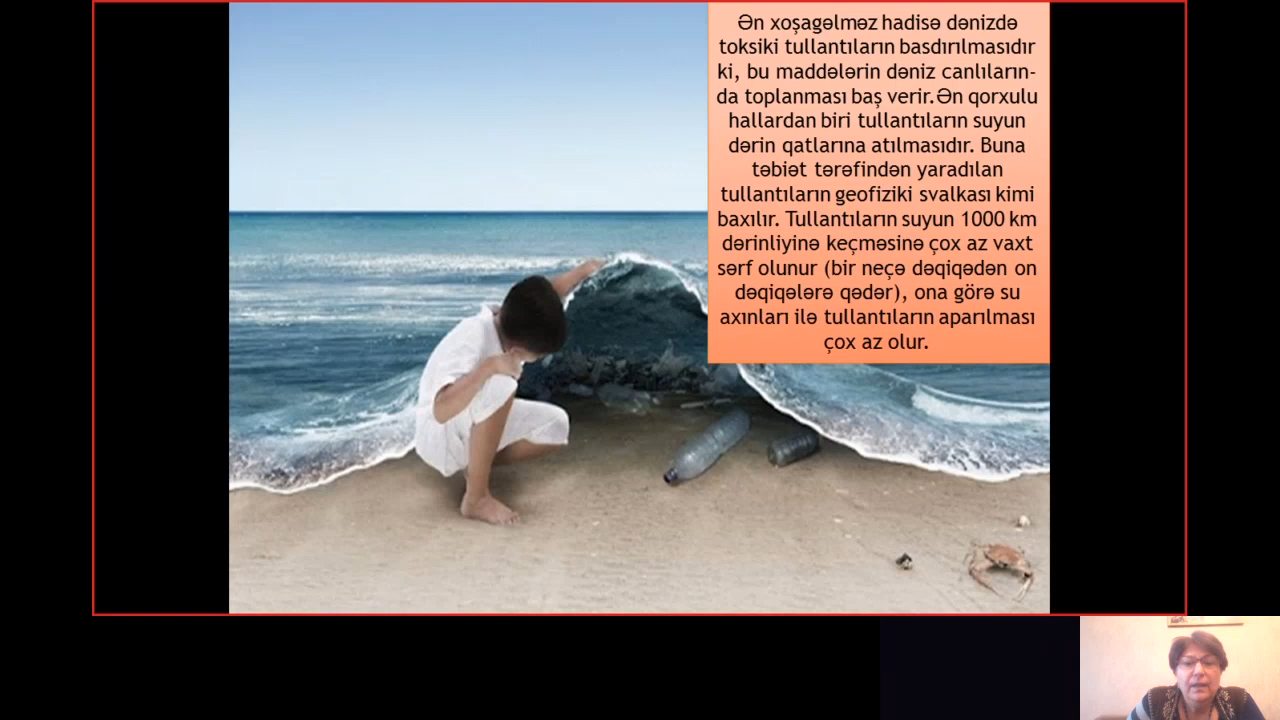 Ən xoşagəlməz hadisə dənizdə
toksiki tullantıların basdırılmasıdır
ki, bu maddələrin dəniz canlıların-
da toplanması baş verir.Ən qorxulu
hallardan biri tullantıların suyun
dərin qatlarına atılmasıdır. Buna
təbiət tərəfindən yaradılan
tullantıların geofiziki svalkası kimi
baxılır. Tullantıların suyun 1000 km
dərinliyinə keçməsinə çox az vaxt
sərf olunur (bir neçə dəqiqədən on
dəqiqələrə qədər), ona görə su
axınları ilə tullantıların aparılması
çox az olur.